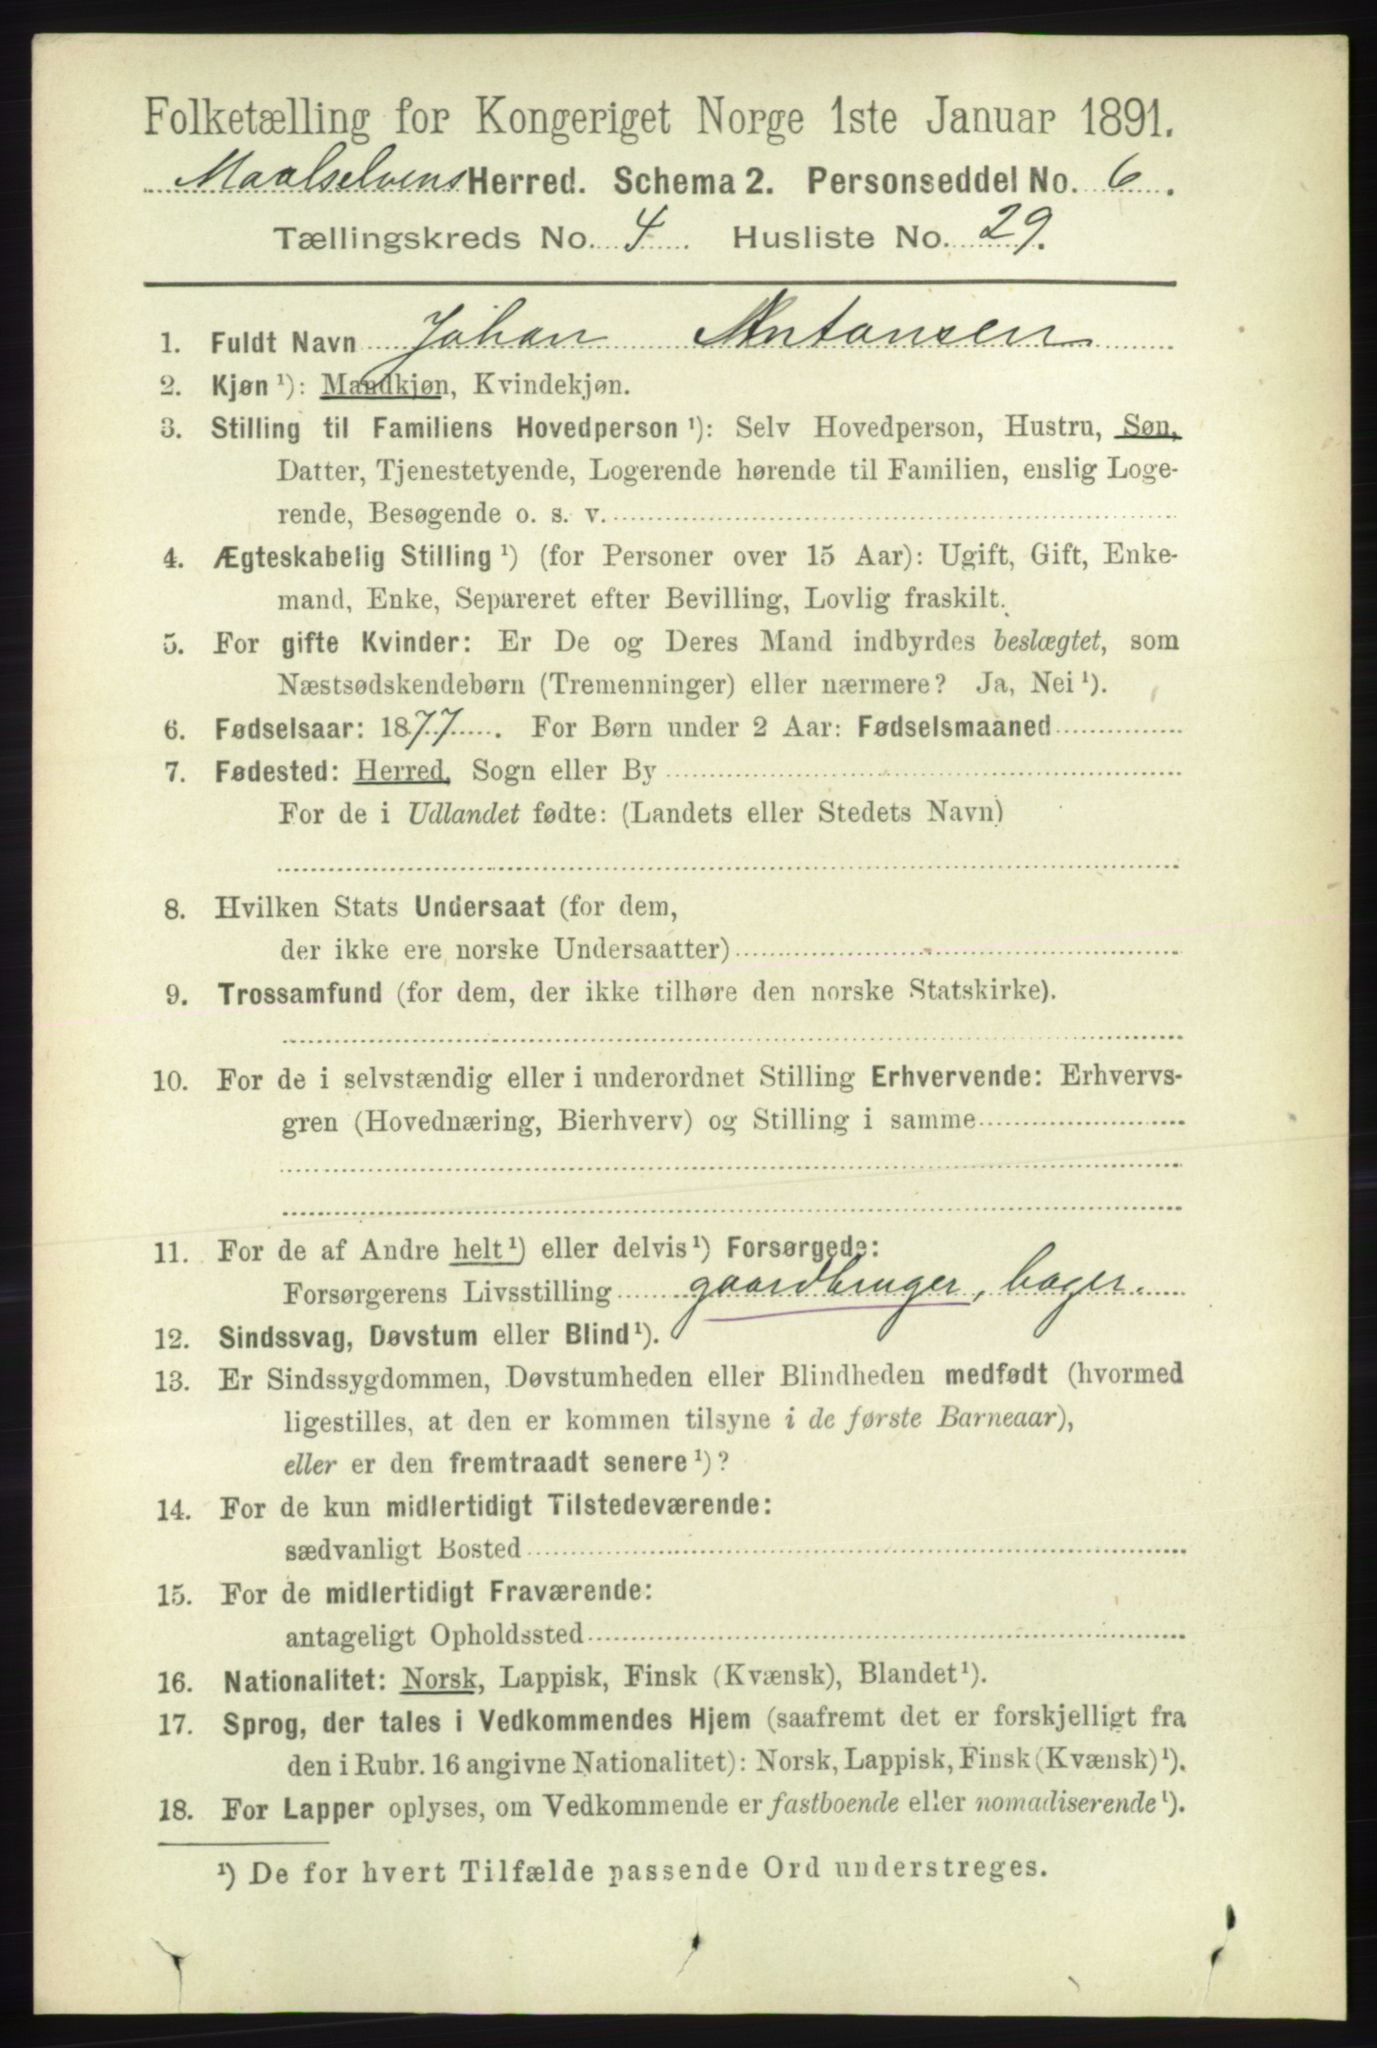 Folketælling for Kongeriget Norge 1ste Januar 1891.
Maalselvens Herred. Schema 2. Personseddel No. 6.
Tællingskreds No. 4. Husliste No. 29.
1. Fuldt Navn Johan Antonsen
2. Kjøn ¹): Mandkjøn, Kvindekjøn.
3. Stilling til Familiens Hovedperson ¹): Selv Hovedperson, Hustru, Søn,
Datter, Tjenestetyende, Logerende hørende til Familien, enslig Loge-
rende, Besøgende o. s. v.
4. Ægteskabelig Stilling ¹) (for Personer over 15 Aar): Ugift, Gift, Enke-
mand, Enke, Separeret efter Bevilling, Lovlig fraskilt.
5. For gifte Kvinder: Er De og Deres Mand indbyrdes beslægtet, som
Næstsødskendebørn (Tremenninger) eller nærmere? Ja, Nei ¹).
6. Fødselsaar: 1877. For Børn under 2 Aar: Fødselsmaaned
7. Fødested: Herred, Sogn eller By
For de i Udlandet fødte: (Landets eller Stedets Navn)
8. Hvilken Stats Undersaat (for dem,
der ikke ere norske Undersaatter)
9. Trossamfund (for dem, der ikke tilhøre den norske Statskirke).
10. For de i selvstændig eller i underordnet Stilling Erhvervende: Erhvervs-
gren (Hovednæring, Bierhverv) og Stilling i samme
11. For de af Andre helt ¹) eller delvis ¹) Forsørgede:
Forsørgerens Livsstilling gaardbruger, bager.
12. Sindssvag, Døvstum eller Blind ¹).
13. Er Sindssygdommen, Døvstumheden eller Blindheden medfødt (hvormed
ligestilles, at den er kommen tilsyne i de første Barneaar),
eller er den fremtraadt senere ¹)?
14. For de kun midlertidigt Tilstedeværende:
sædvanligt Bosted
15. For de midlertidigt Fraværende:
antageligt Opholdssted
16. Nationalitet: Norsk, Lappisk, Finsk (Kvænsk), Blandet ¹).
17. Sprog, der tales i Vedkommendes Hjem (saafremt det er forskjelligt fra
den i Rubr. 16 angivne Nationalitet): Norsk, Lappisk, Finsk (Kvænsk) ¹).
18. For Lapper oplyses, om Vedkommende er fastboende eller nomadiserende ¹).
¹) De for hvert Tilfælde passende Ord understreges.